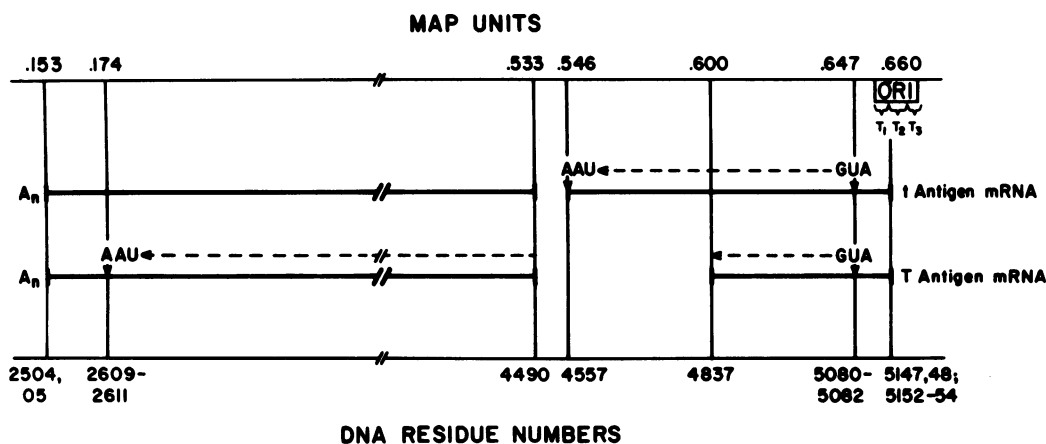 MAP UNITS
.153 .174 .533 .546 .600 .647 .660
ORI
T1 T2 T3
AAU GUA
An t Antigen mRNA
AAU GUA
An T Antigen mRNA
2504, 2609- 4490 4557 4837 5080- 5147,48;
05 2611 5082 5152-54
DNA RESIDUE NUMBERS